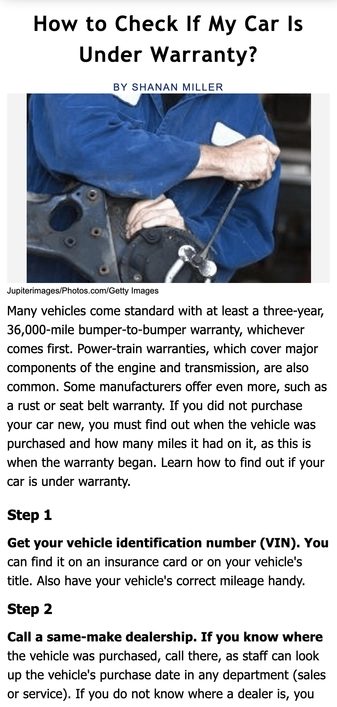 How to Check If My Car Is
Under Warranty?
BY SHANAN MILLER
Jupiterimages/Photos.com/Getty Images
Many vehicles come standard with at least a three-year,
36,000-mile bumper-to-bumper warranty, whichever
comes first. Power-train warranties, which cover major
components of the engine and transmission, are also
common. Some manufacturers offer even more, such as
a rust or seat belt warranty. If you did not purchase
your car new, you must find out when the vehicle was
purchased and how many miles it had on it, as this is
when the warranty began. Learn how to find out if your
car is under warranty.
Step 1
Get your vehicle identification number (VIN). You
can find it on an insurance card or on your vehicle's
title. Also have your vehicle's correct mileage handy.
Step 2
Call a same-make dealership. If you know where
the vehicle was purchased, call there, as staff can look
up the vehicle's purchase date in any department (sales
or service). If you do not know where a dealer is, you